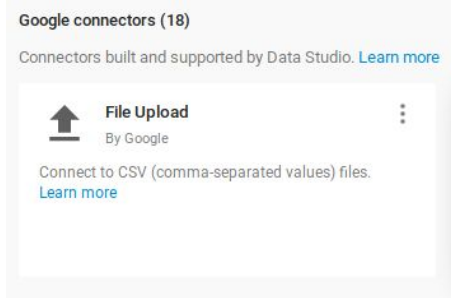 Google connectors (18)
Connectors built and supported by Data Studio. Learn more
File Upload
By Google
Connect to CSV (comma-separated values) files.
Learn more